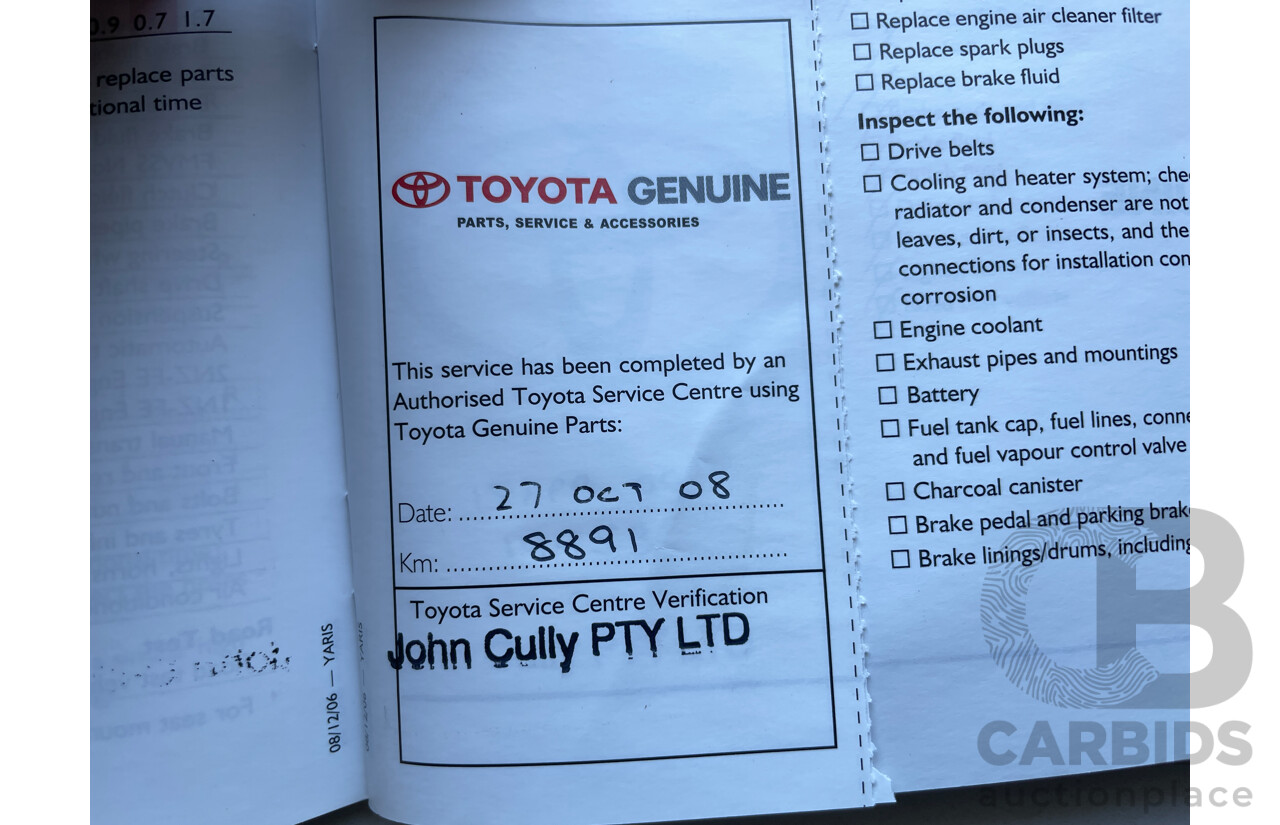 0.9 0.7 1.7
replace parts
tional time
08/12/06 — YARIS
TOYOTA GENUINE
PARTS, SERVICE & ACCESSORIES
This service has been completed by an
Authorised Toyota Service Centre using
Toyota Genuine Parts:
Date: 27 OCT 08
Km: 8891
Toyota Service Centre Verification
John Cully PTY LTD
Replace engine air cleaner filter
Replace spark plugs
Replace brake fluid
Inspect the following:
Drive belts
Cooling and heater system; che
radiator and condenser are not
leaves, dirt, or insects, and the
connections for installation con
corrosion
Engine coolant
Exhaust pipes and mountings
Battery
Fuel tank cap, fuel lines, conne
and fuel vapour control valve
Charcoal canister
Brake pedal and parking brake
Brake linings/drums, including
CB
CARBIDS
auctionplace